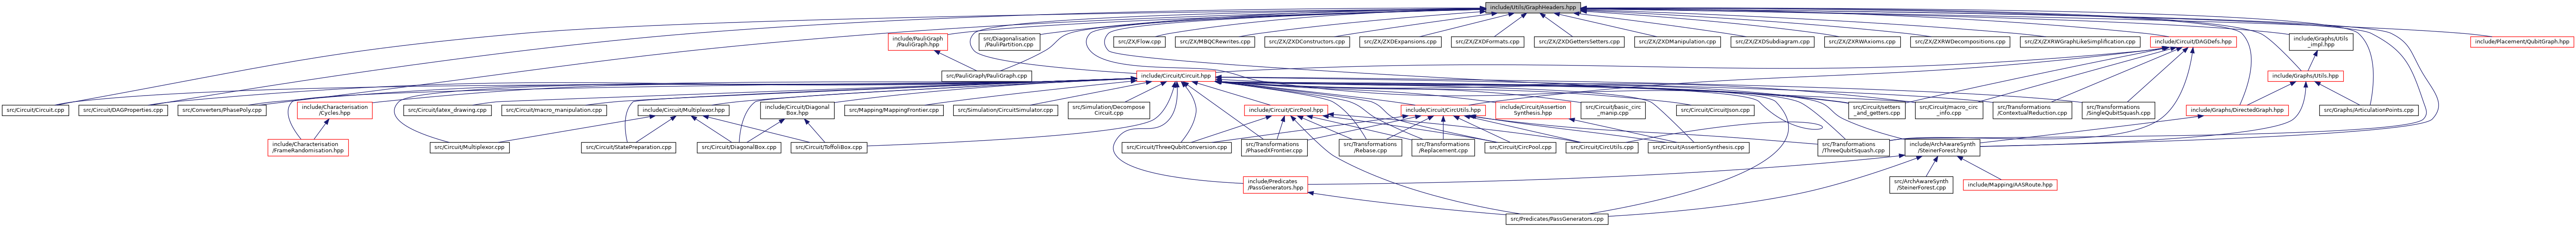 include/Utils/GraphHeaders.hpp
include/PauliGraph
/PauliGraph.hpp
src/Diagonalisation
/PauliPartition.cpp
src/ZX/Flow.cpp
src/ZX/MBQCRewrites.cpp
src/ZX/ZXDConstructors.cpp
src/ZX/ZXDExpansions.cpp
src/ZX/ZXDFormats.cpp
src/ZX/ZXDGettersSetters.cpp
src/ZX/ZXDManipulation.cpp
src/ZX/ZXDSubdiagram.cpp
src/ZX/ZXRWAxioms.cpp
src/ZX/ZXRWDecompositions.cpp
src/ZX/ZXRWGraphLikeSimplification.cpp
include/Circuit/DAGDefs.hpp
include/Graphs/Utils
_impl.hpp
include/Placement/QubitGraph.hpp
src/PauliGraph/PauliGraph.cpp
include/Circuit/Circuit.hpp
include/Graphs/Utils.hpp
src/Circuit/Circuit.cpp
src/Circuit/DAGProperties.cpp
src/Converters/PhasePoly.cpp
include/Characterisation
/Cycles.hpp
src/Circuit/latex_drawing.cpp
src/Circuit/macro_manipulation.cpp
include/Circuit/Multiplexor.hpp
include/Circuit/Diagonal
Box.hpp
src/Mapping/MappingFrontier.cpp
src/Simulation/CircuitSimulator.cpp
src/Simulation/Decompose
Circuit.cpp
include/Circuit/CircPool.hpp
include/Circuit/CircUtils.hpp
include/Circuit/Assertion
Synthesis.hpp
src/Circuit/basic_circ
_manip.cpp
src/Circuit/CircuitJson.cpp
src/Circuit/setters
_and_getters.cpp
src/Circuit/macro_circ
_info.cpp
src/Transformations
/ContextualReduction.cpp
src/Transformations
/SingleQubitSquash.cpp
include/Graphs/DirectedGraph.hpp
src/Graphs/ArticulationPoints.cpp
include/Characterisation
/FrameRandomisation.hpp
src/Circuit/Multiplexor.cpp
src/Circuit/StatePreparation.cpp
src/Circuit/DiagonalBox.cpp
src/Circuit/ToffoliBox.cpp
src/Circuit/ThreeQubitConversion.cpp
src/Transformations
/PhasedXFrontier.cpp
src/Transformations
/Rebase.cpp
src/Transformations
/Replacement.cpp
src/Circuit/CircPool.cpp
src/Circuit/CircUtils.cpp
src/Circuit/AssertionSynthesis.cpp
src/Transformations
/ThreeQubitSquash.cpp
include/ArchAwareSynth
/SteinerForest.hpp
include/Predicates
/PassGenerators.hpp
src/ArchAwareSynth
/SteinerForest.cpp
include/Mapping/AASRoute.hpp
src/Predicates/PassGenerators.cpp